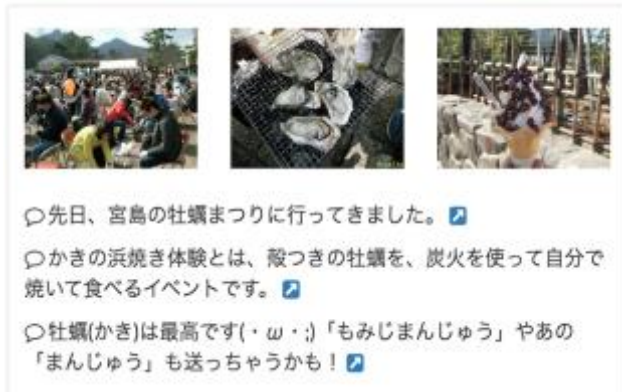 先日、宮島の牡蠣まつりに行ってきました。
かきの浜焼き体験とは、殻つきの牡蠣を、炭火を使って自分で
焼いて食べるイベントです。
牡蠣(かき)は最高です(・ω・;)「もみじまんじゅう」やあの
「まんじゅう」も送っちゃうかも！